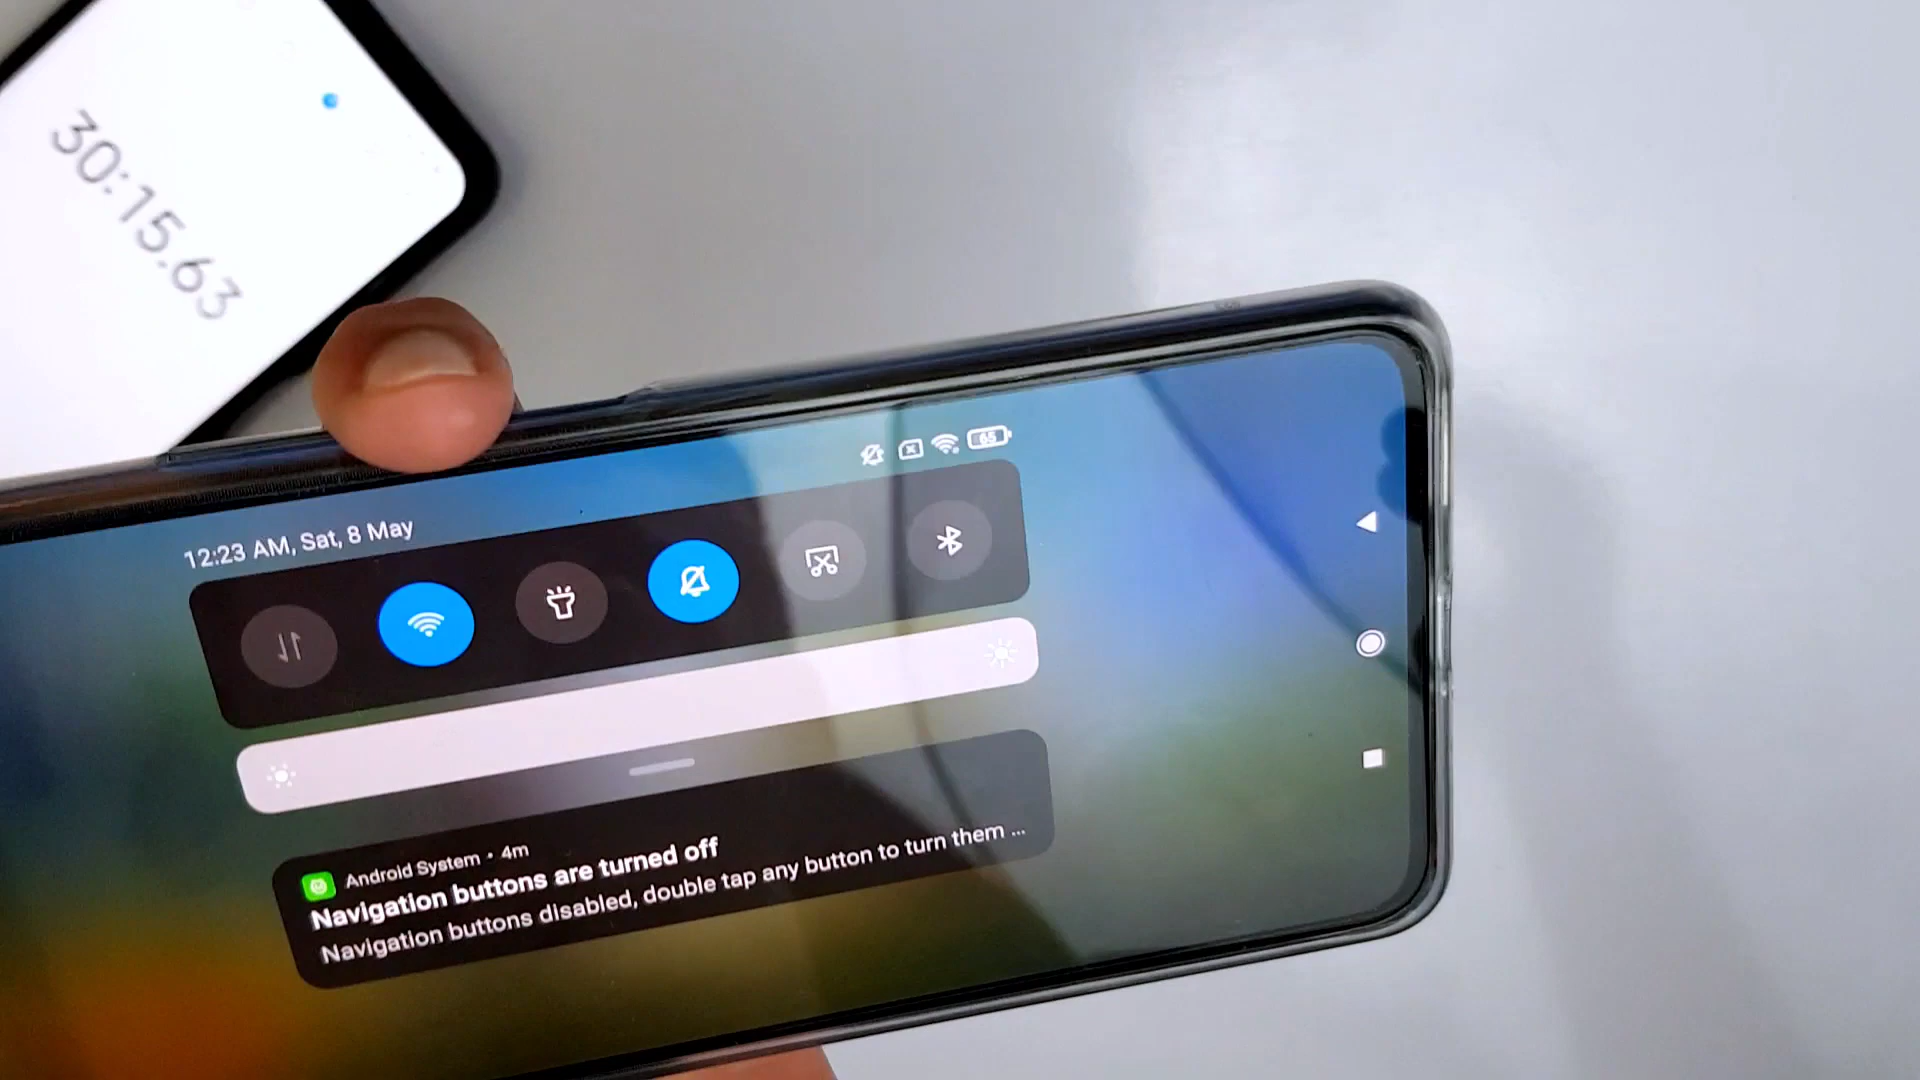 30:15.63
65
12:23 AM, Sat, 8 May
Android System • 4m
Navigation buttons are turned off
Navigation buttons disabled, double tap any button to turn them ...